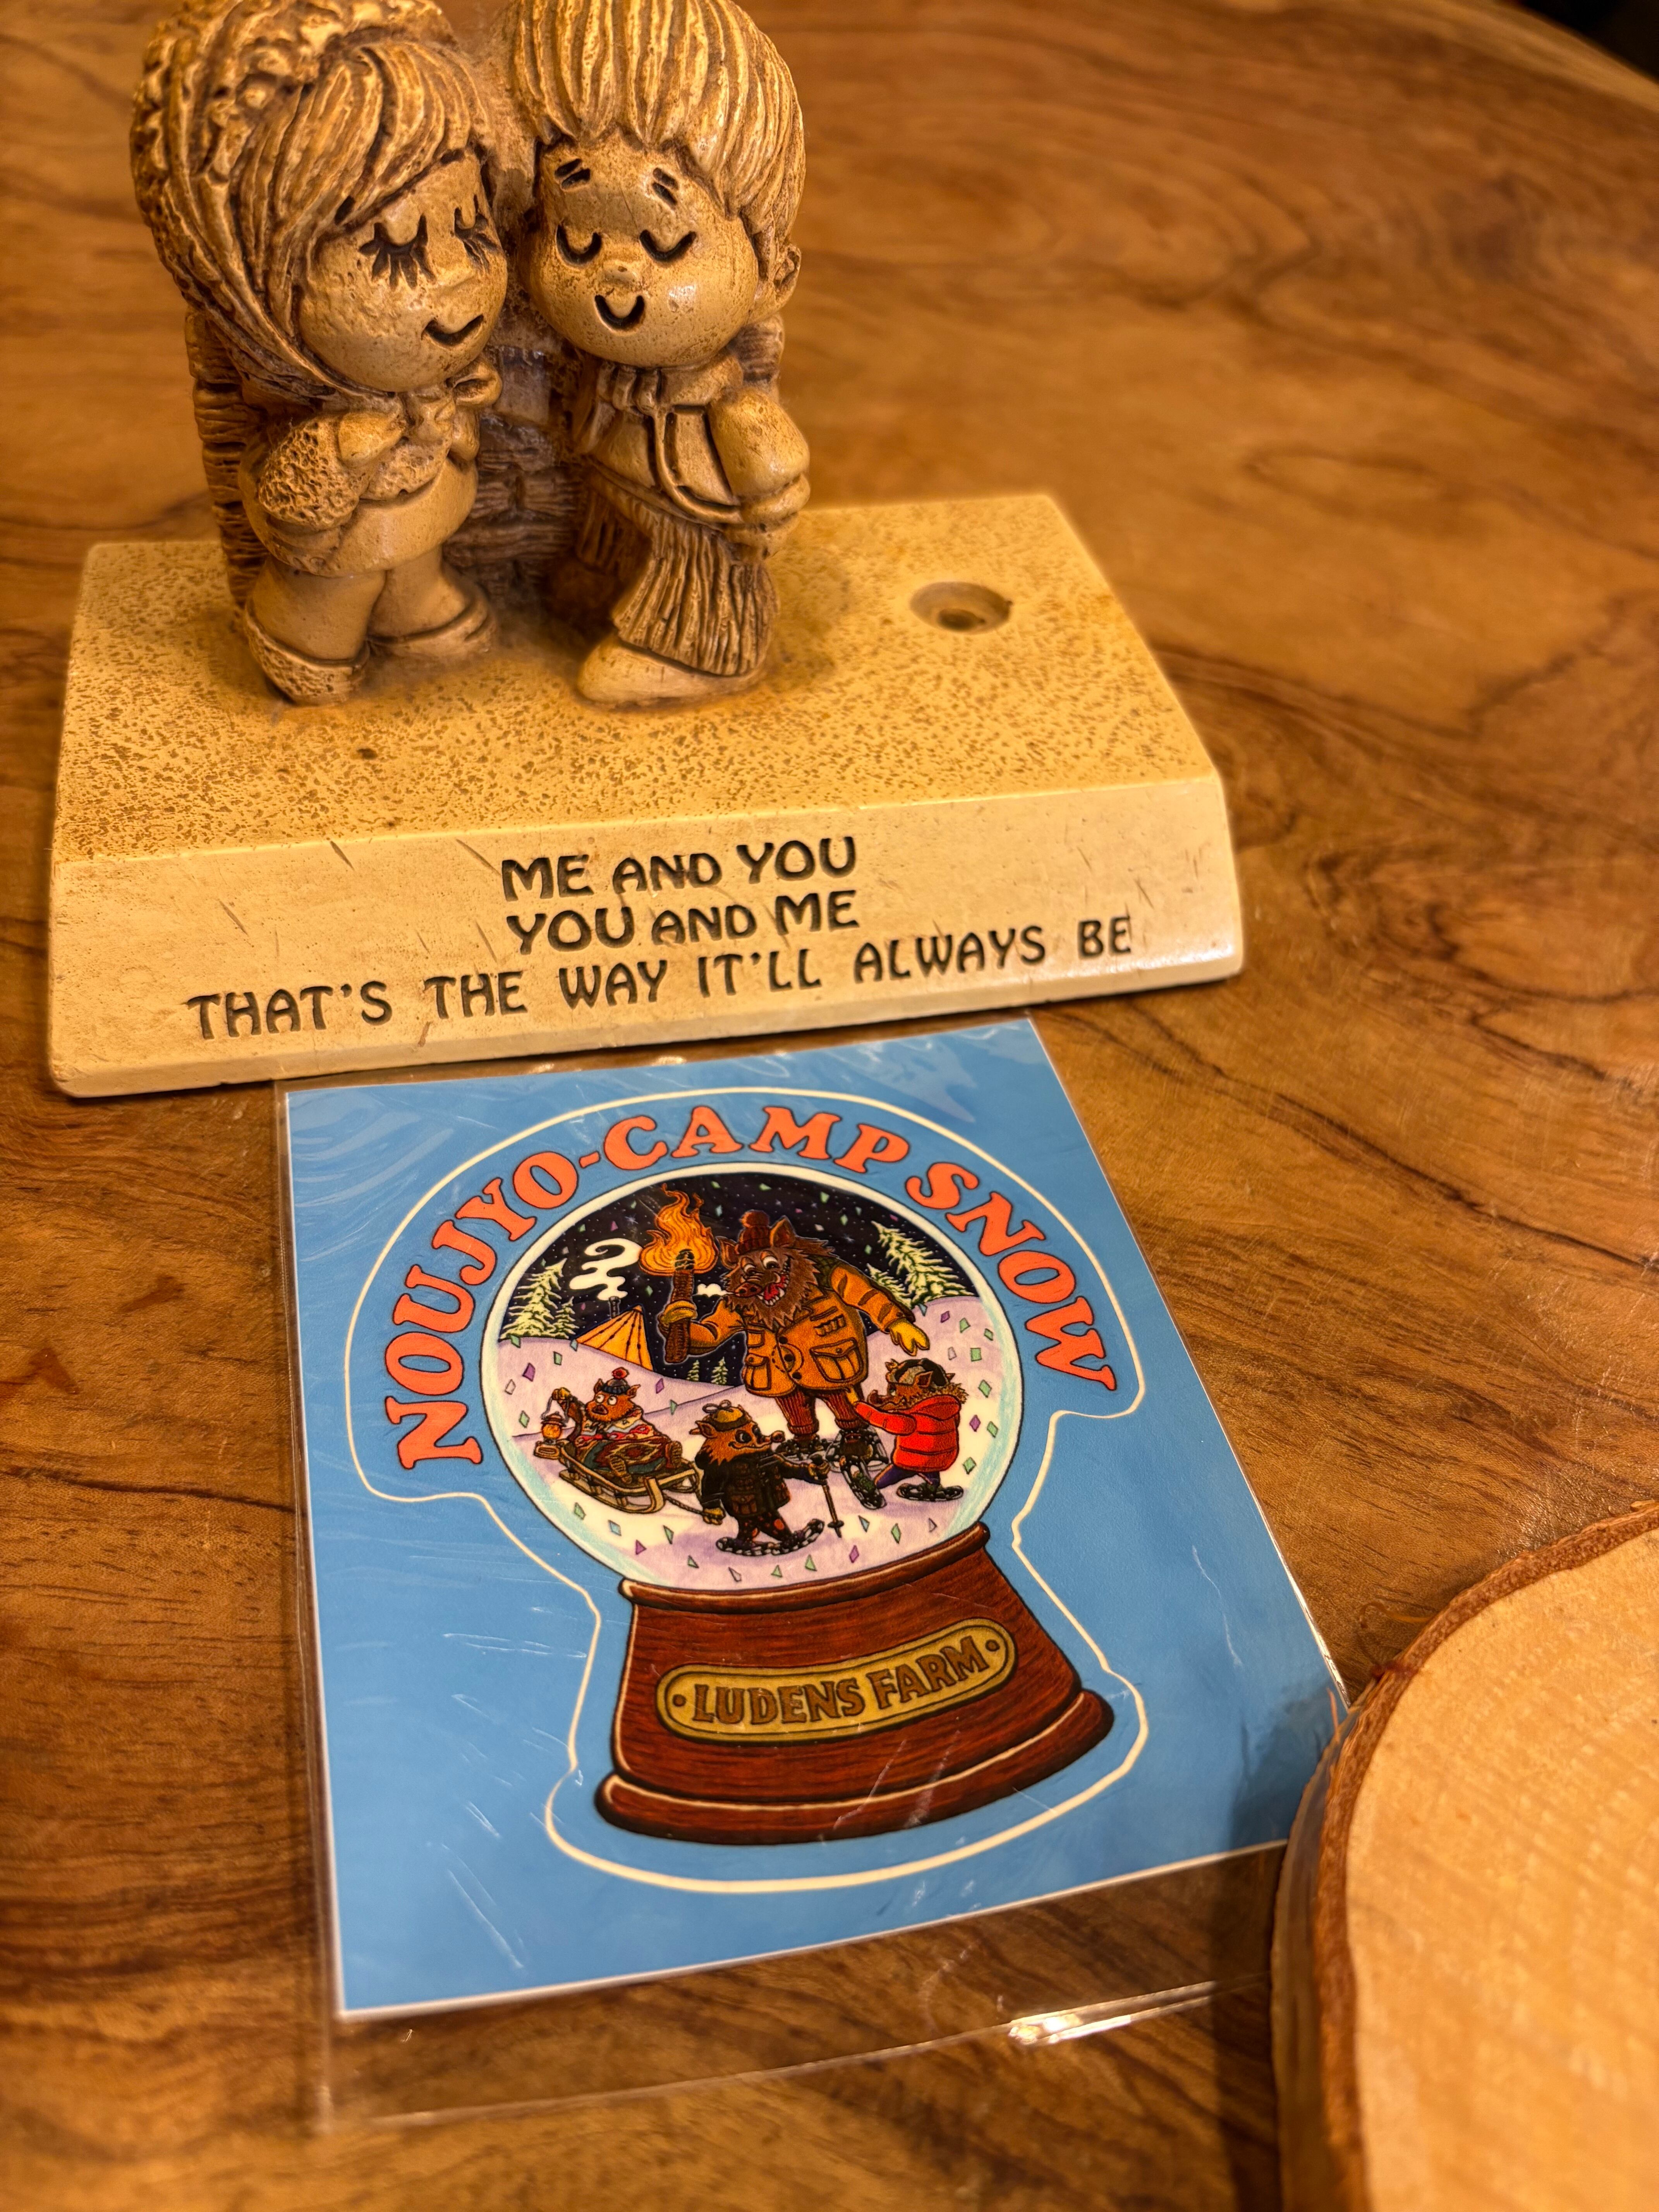 ME AND YOU
YOU AND ME
THAT'S THE WAY IT'LL ALWAYS BE
NOUJYO-CAMP SNOW
LUDENS FARM